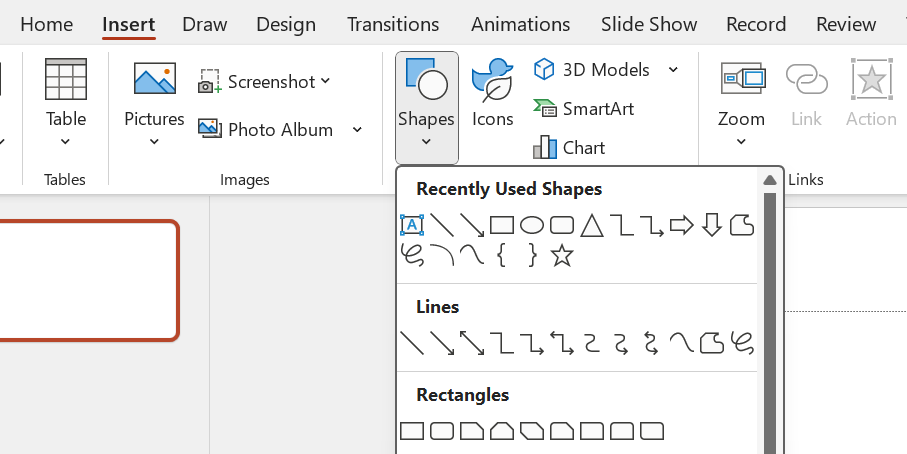 Home Insert Draw Design Transitions Animations Slide Show Record Review
Table
Pictures
Screenshot
Photo Album
Shapes
Icons
3D Models
SmartArt
Chart
Zoom
Link
Action
Tables
Images
Links
Recently Used Shapes
A
Lines
Rectangles